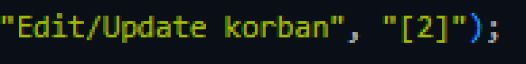 "Edit/Update korban", "[2]");